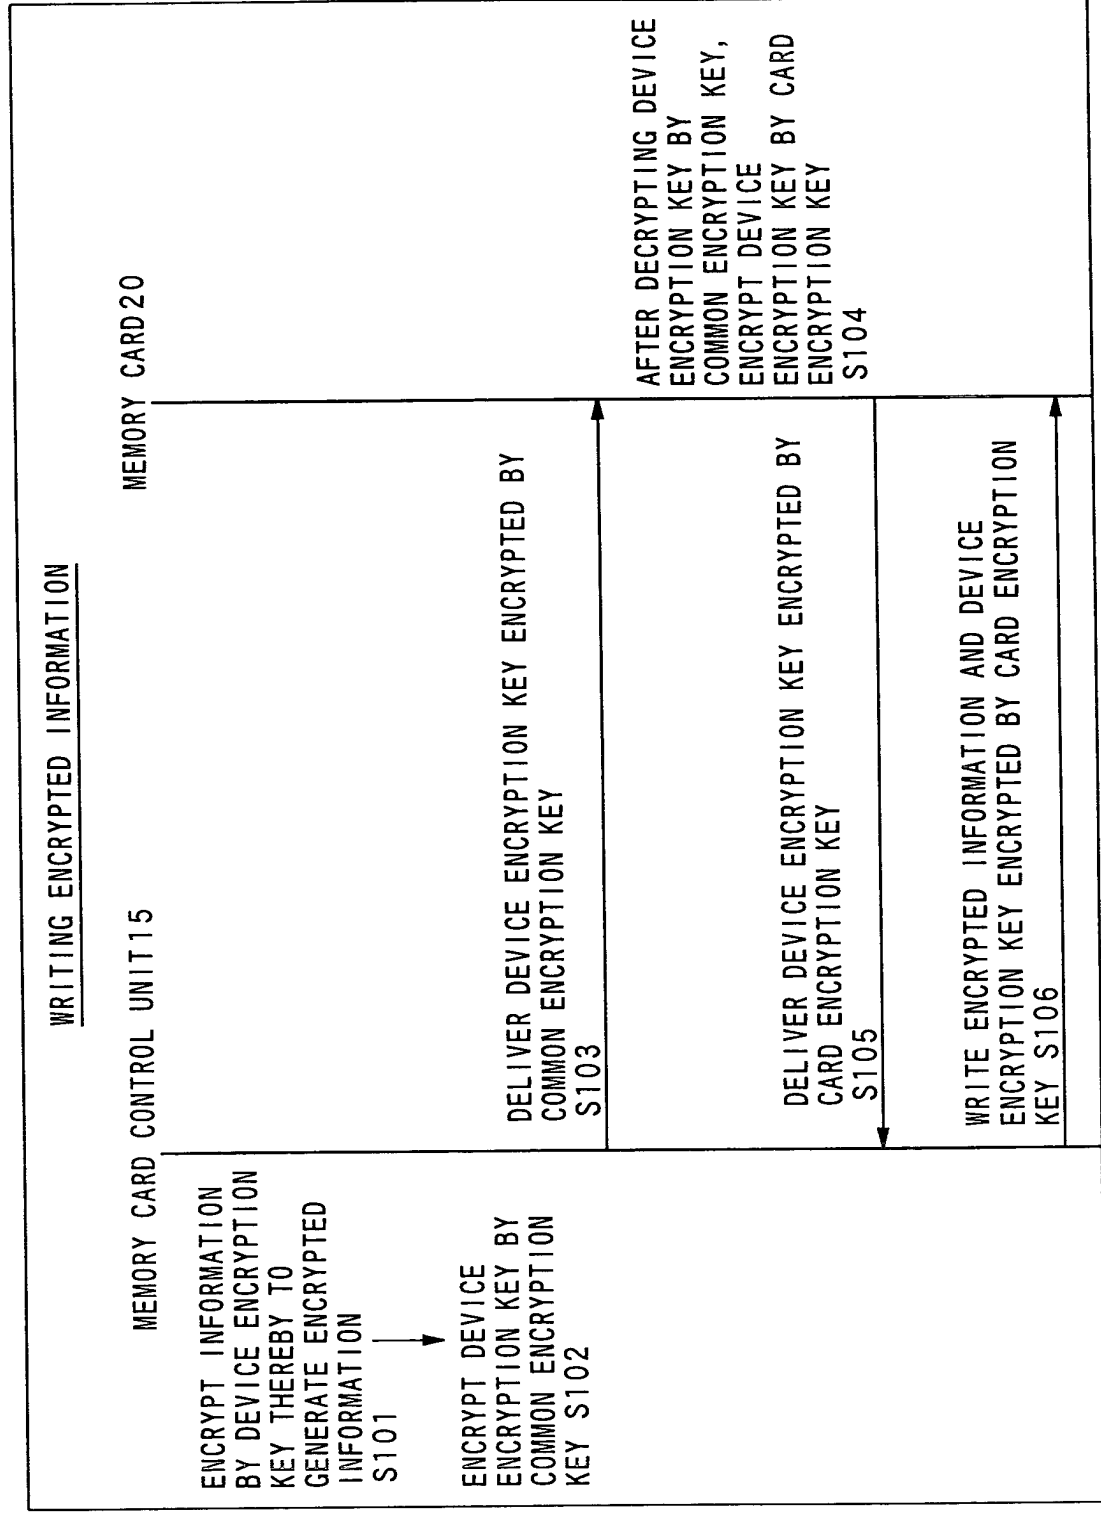 WRITING ENCRYPTED INFORMATION
MEMORY CARD CONTROL UNIT15
MEMORY CARD20
ENCRYPT INFORMATION
BY DEVICE ENCRYPTION
KEY THEREBY TO
GENERATE ENCRYPTED
INFORMATION
S101
ENCRYPT DEVICE
ENCRYPTION KEY BY
COMMON ENCRYPTION
KEY S102
DELIVER DEVICE ENCRYPTION KEY ENCRYPTED BY
COMMON ENCRYPTION KEY
S103
AFTER DECRYPTING DEVICE
ENCRYPTION KEY BY
COMMON ENCRYPTION KEY,
ENCRYPT DEVICE
ENCRYPTION KEY BY CARD
ENCRYPTION KEY
S104
DELIVER DEVICE ENCRYPTION KEY ENCRYPTED BY
CARD ENCRYPTION KEY
S105
WRITE ENCRYPTED INFORMATION AND DEVICE
ENCRYPTION KEY ENCRYPTED BY CARD ENCRYPTION
KEY S106